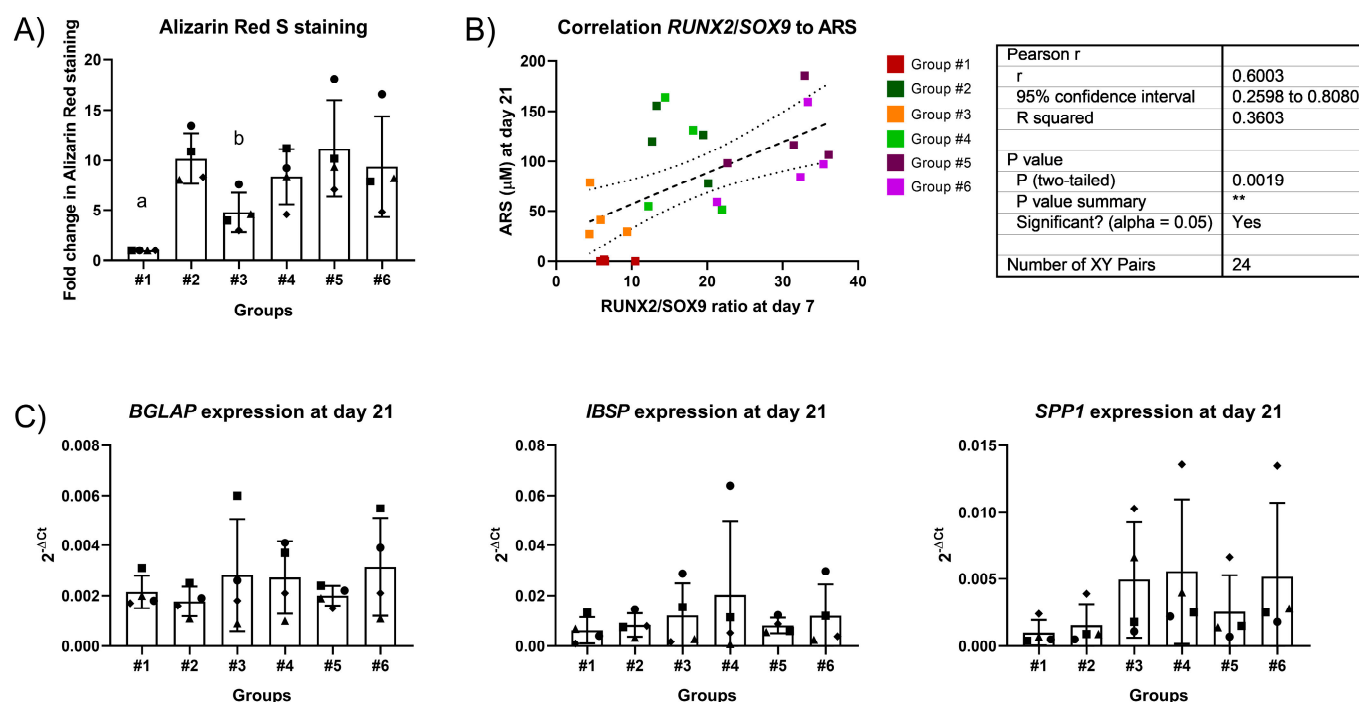 A)
Alizarin Red S staining
Fold change in Alizarin Red staining
20
15
10
5
0
a
b
#1 #2 #3 #4 #5 #6
Groups
B)
Correlation RUNX2/SOX9 to ARS
ARS (μM) at day 21
200
150
100
50
0
0 10 20 30 40
RUNX2/SOX9 ratio at day 7
Group #1
Group #2
Group #3
Group #4
Group #5
Group #6
Pearson r
r 0.6003
95% confidence interval 0.2598 to 0.8080
R squared 0.3603
P value
P (two-tailed) 0.0019
P value summary **
Significant? (alpha = 0.05) Yes
Number of XY Pairs 24
C)
BGLAP expression at day 21
2-ΔCt
0.008
0.006
0.004
0.002
0.000
#1 #2 #3 #4 #5 #6
Groups
IBSP expression at day 21
2-ΔCt
0.08
0.06
0.04
0.02
0.00
#1 #2 #3 #4 #5 #6
Groups
SPP1 expression at day 21
2-ΔCt
0.015
0.010
0.005
0.000
#1 #2 #3 #4 #5 #6
Groups